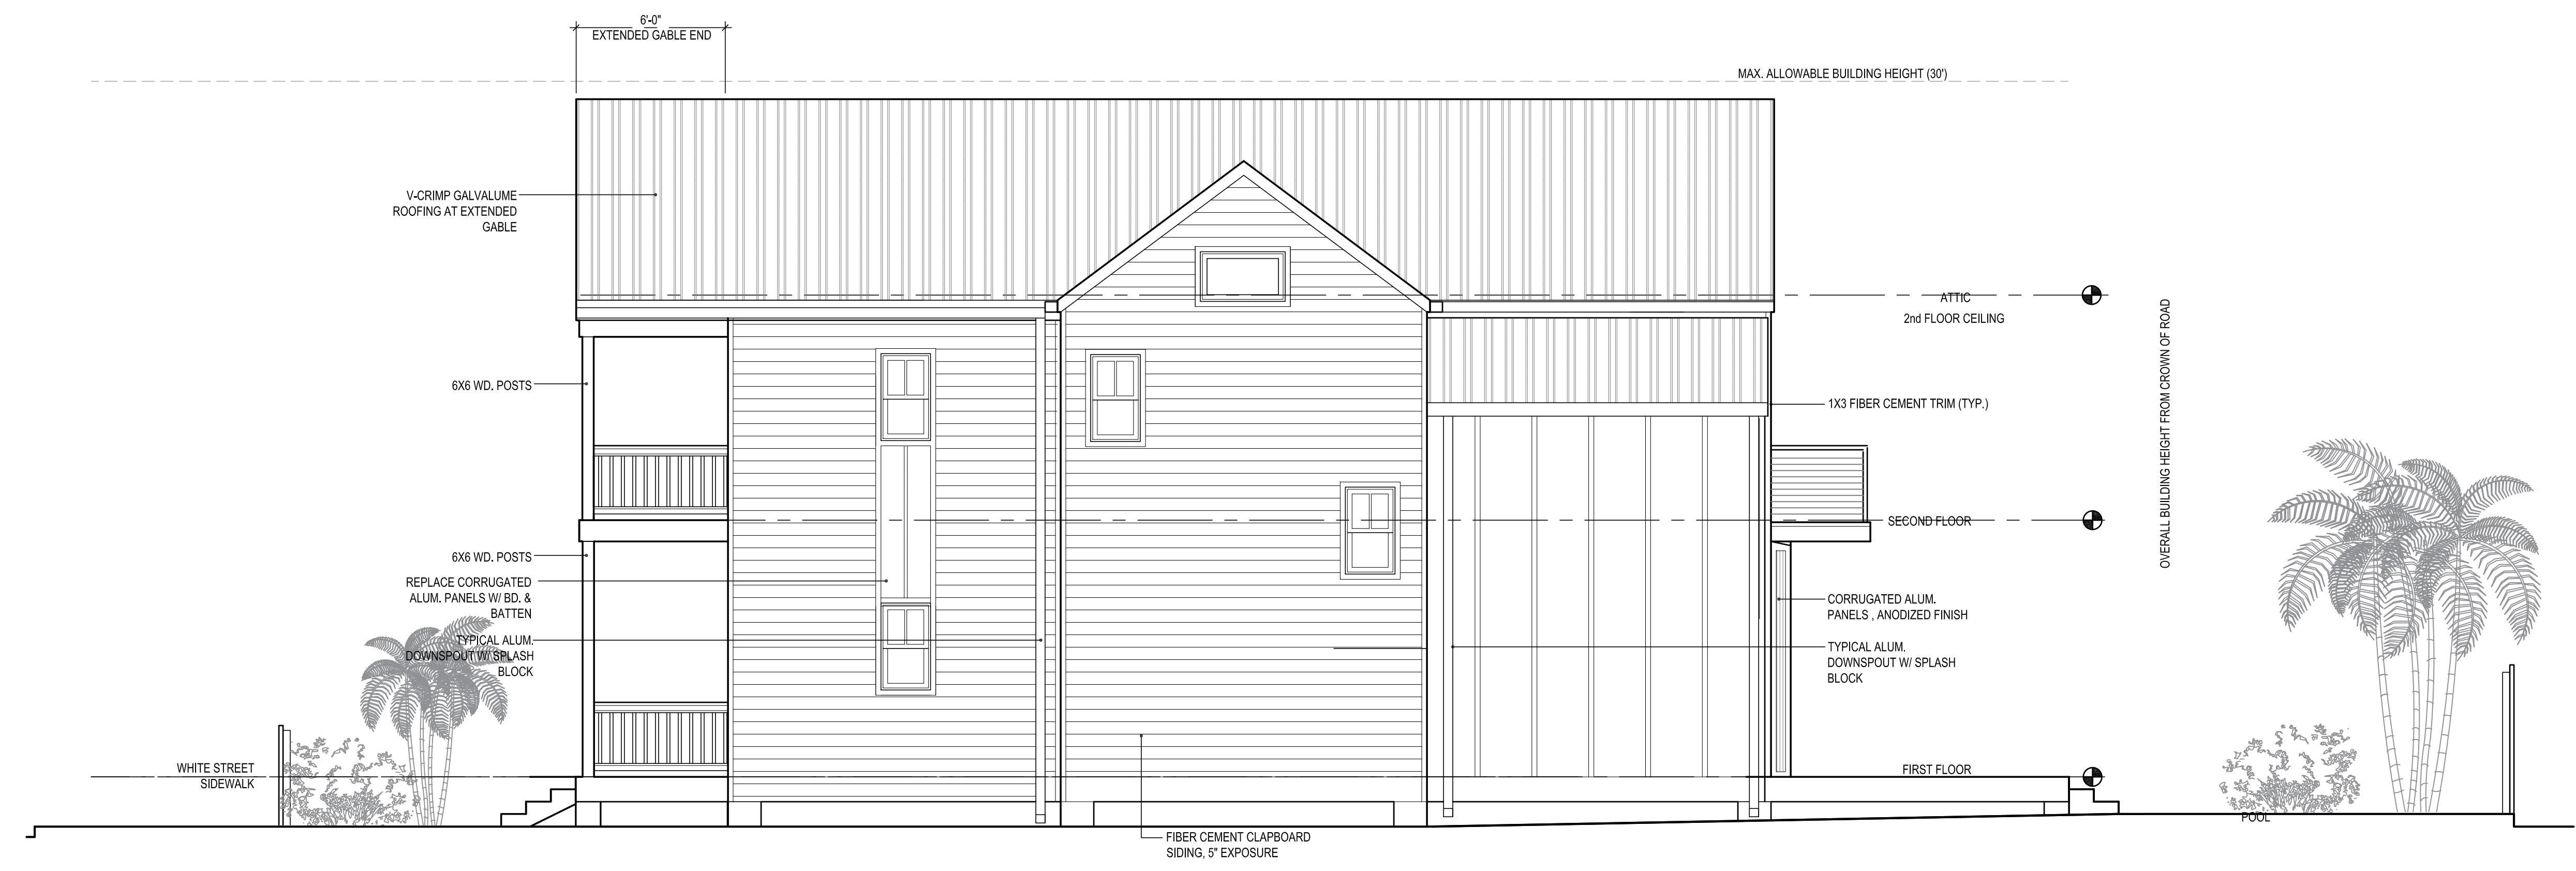 6'-0"
EXTENDED GABLE END
MAX. ALLOWABLE BUILDING HEIGHT (30')
V-CRIMP GALVALUME
ROOFING AT EXTENDED
GABLE
ATTIC
2nd FLOOR CEILING
OVERALL BUILDING HEIGHT FROM CROWN OF ROAD
6X6 WD. POSTS
1X3 FIBER CEMENT TRIM (TYP.)
SECOND FLOOR
6X6 WD. POSTS
REPLACE CORRUGATED
ALUM. PANELS W/ BD. &
BATTEN
CORRUGATED ALUM.
PANELS , ANODIZED FINISH
TYPICAL ALUM.
DOWNSPOUT W/ SPLASH
BLOCK
TYPICAL ALUM.
DOWNSPOUT W/ SPLASH
BLOCK
WHITE STREET
SIDEWALK
FIRST FLOOR
POOL
FIBER CEMENT CLAPBOARD
SIDING, 5" EXPOSURE